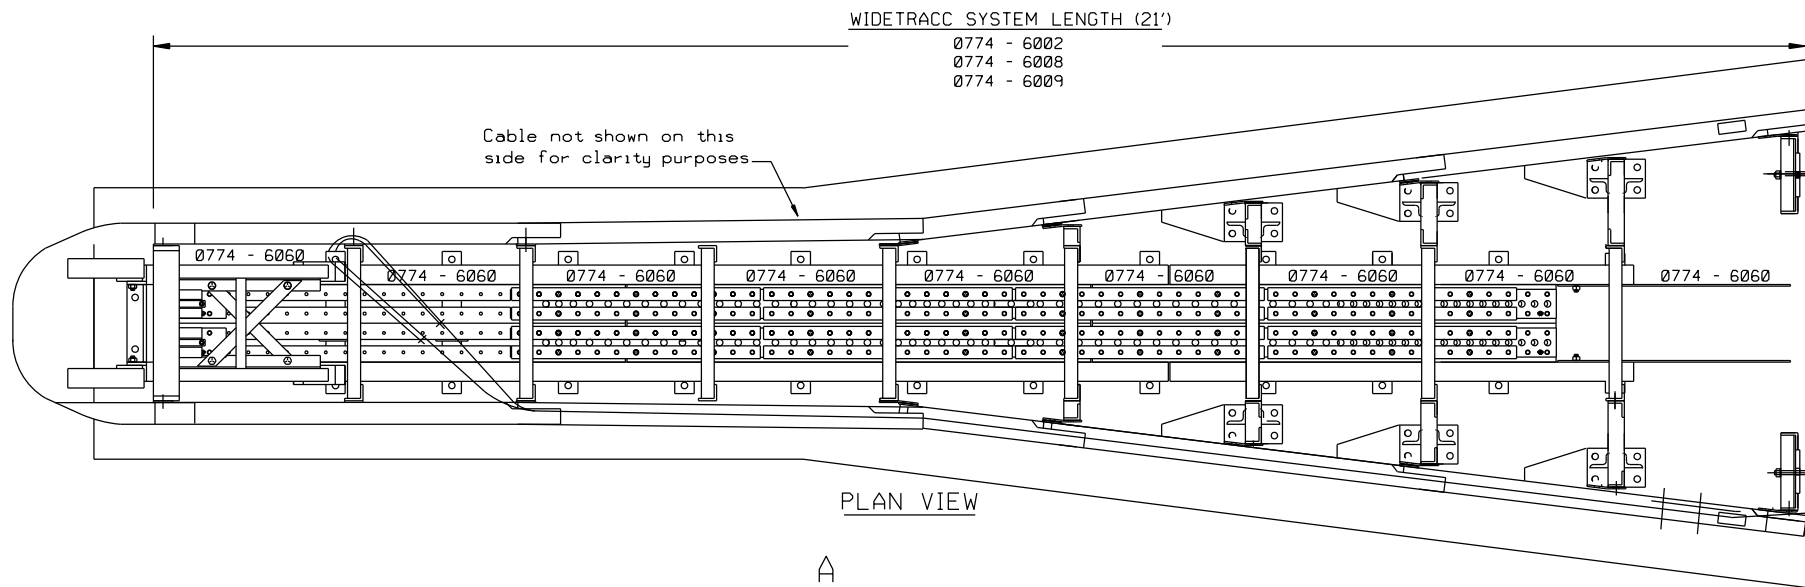 WIDETRACC SYSTEM LENGTH (21')
0774 - 6002
0774 - 6008
0774 - 6009
Cable not shown on this
side for clarity purposes
0774 - 6060
0774 - 6060
0774 - 6060
0774 - 6060
0774 - 6060
0774 - 6060
0774 - 6060
0774 - 6060
0774 - 6060
PLAN VIEW
A